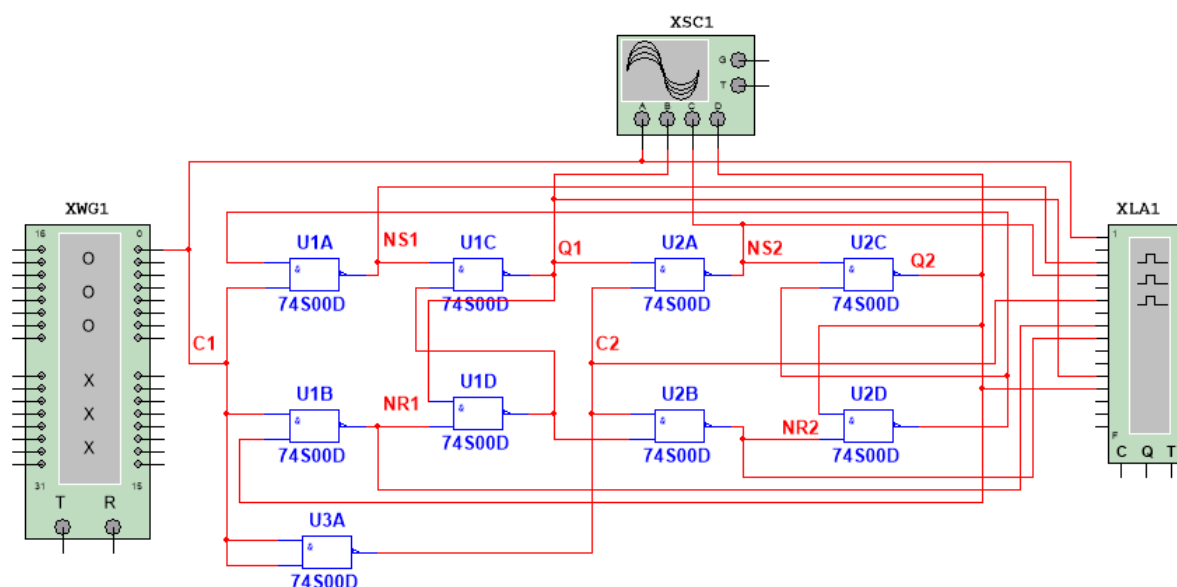 XSC1
G
T
A B C D
XWG1
XLA1
16 0
1
O
O
O
X
X
X
31 15
T R
U1A
&
74S00D
NS1
U1C
&
74S00D
Q1
U2A
&
74S00D
NS2
U2C
&
74S00D
Q2
C1
C2
U1B
&
74S00D
NR1
U1D
&
74S00D
U2B
&
74S00D
NR2
U2D
&
74S00D
F
C Q T
U3A
&
74S00D